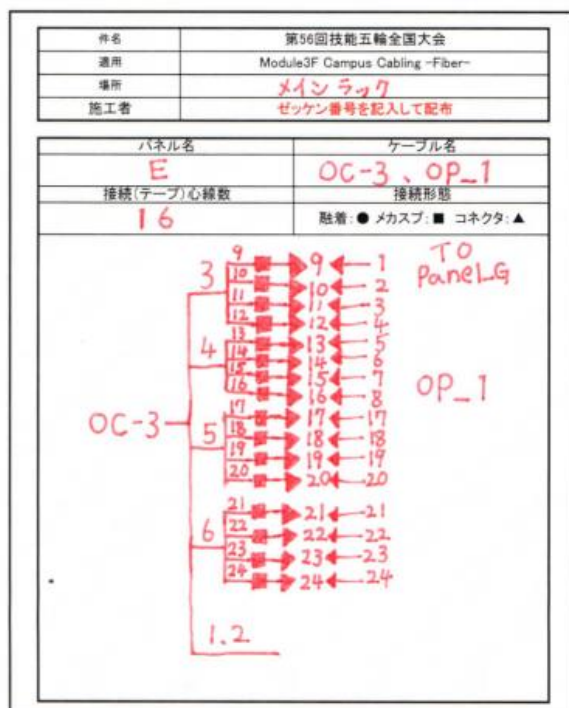 件名 第56回技能五輪全国大会
適用 Module3F Campus Cabling -Fiber-
場所 メインラック
施工者 ゼッケン番号を記入して配布
パネル名 ケーブル名
E OC-3、OP_1
接続(テープ)心線数 接続形態
16 融着:● メカスプ:■ コネクタ:▲
TO
Panel_G
3
9 9 1
10 10 2
11 11 3
12 12 4
4
13 13 5
14 14 6
15 15 7
16 16 8
OP_1
OC-3
5
17 17 17
18 18 18
19 19 19
20 20 20
6
21 21 21
22 22 22
23 23 23
24 24 24
1.2